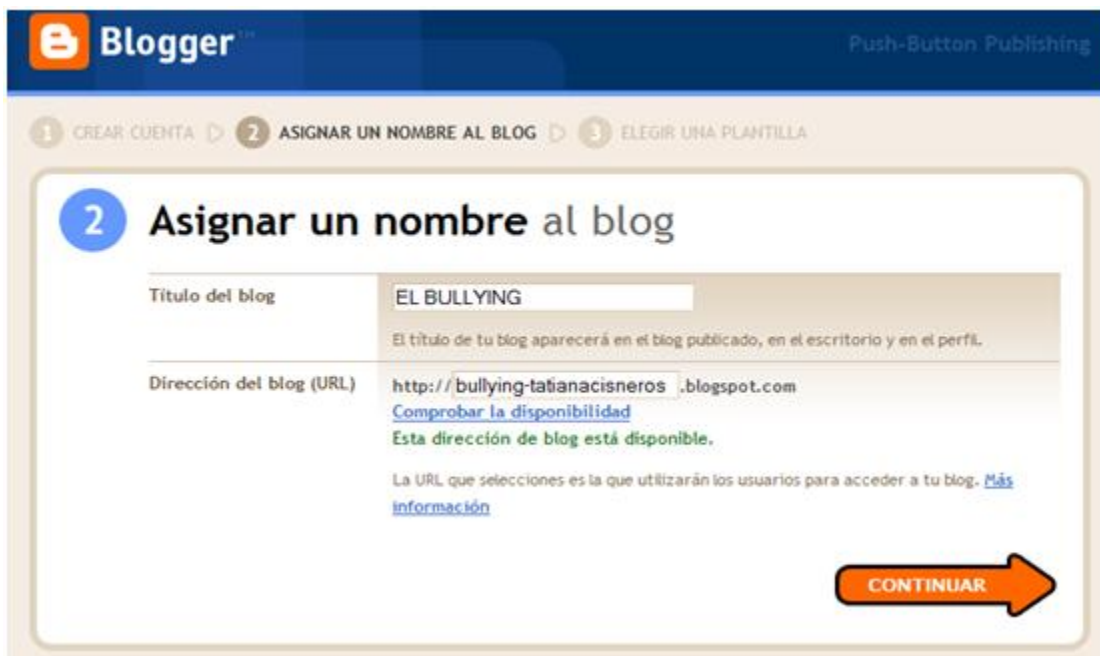 Blogger™
Push-Button Publishing
1 CREAR CUENTA 2 ASIGNAR UN NOMBRE AL BLOG 3 ELEGIR UNA PLANTILLA
2 Asignar un nombre al blog
Título del blog EL BULLYING
El título de tu blog aparecerá en el blog publicado, en el escritorio y en el perfil.
Dirección del blog (URL) http://bullying-tatianacisneros.blogspot.com
Comprobar la disponibilidad
Esta dirección de blog está disponible.
La URL que selecciones es la que utilizarán los usuarios para acceder a tu blog. Más
información
CONTINUAR